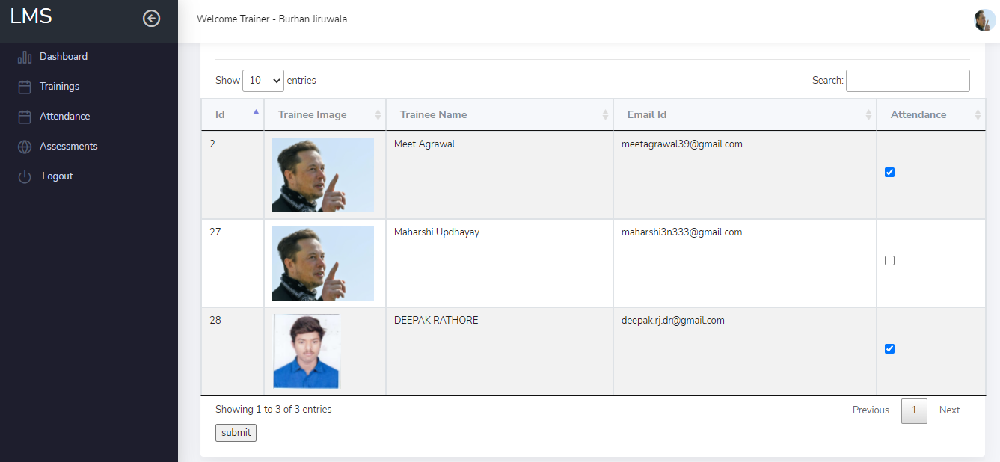 LMS
Welcome Trainer - Burhan Jiruwala
Dashboard
Trainings
Attendance
Assessments
Logout
Show 10 entries
Search:
Id Trainee Image Trainee Name Email Id Attendance
2 Meet Agrawal meetagrawal39@gmail.com
27 Maharshi Updhayay maharshi3n333@gmail.com
28 DEEPAK RATHORE deepak.rj.dr@gmail.com
Showing 1 to 3 of 3 entries
Previous 1 Next
submit